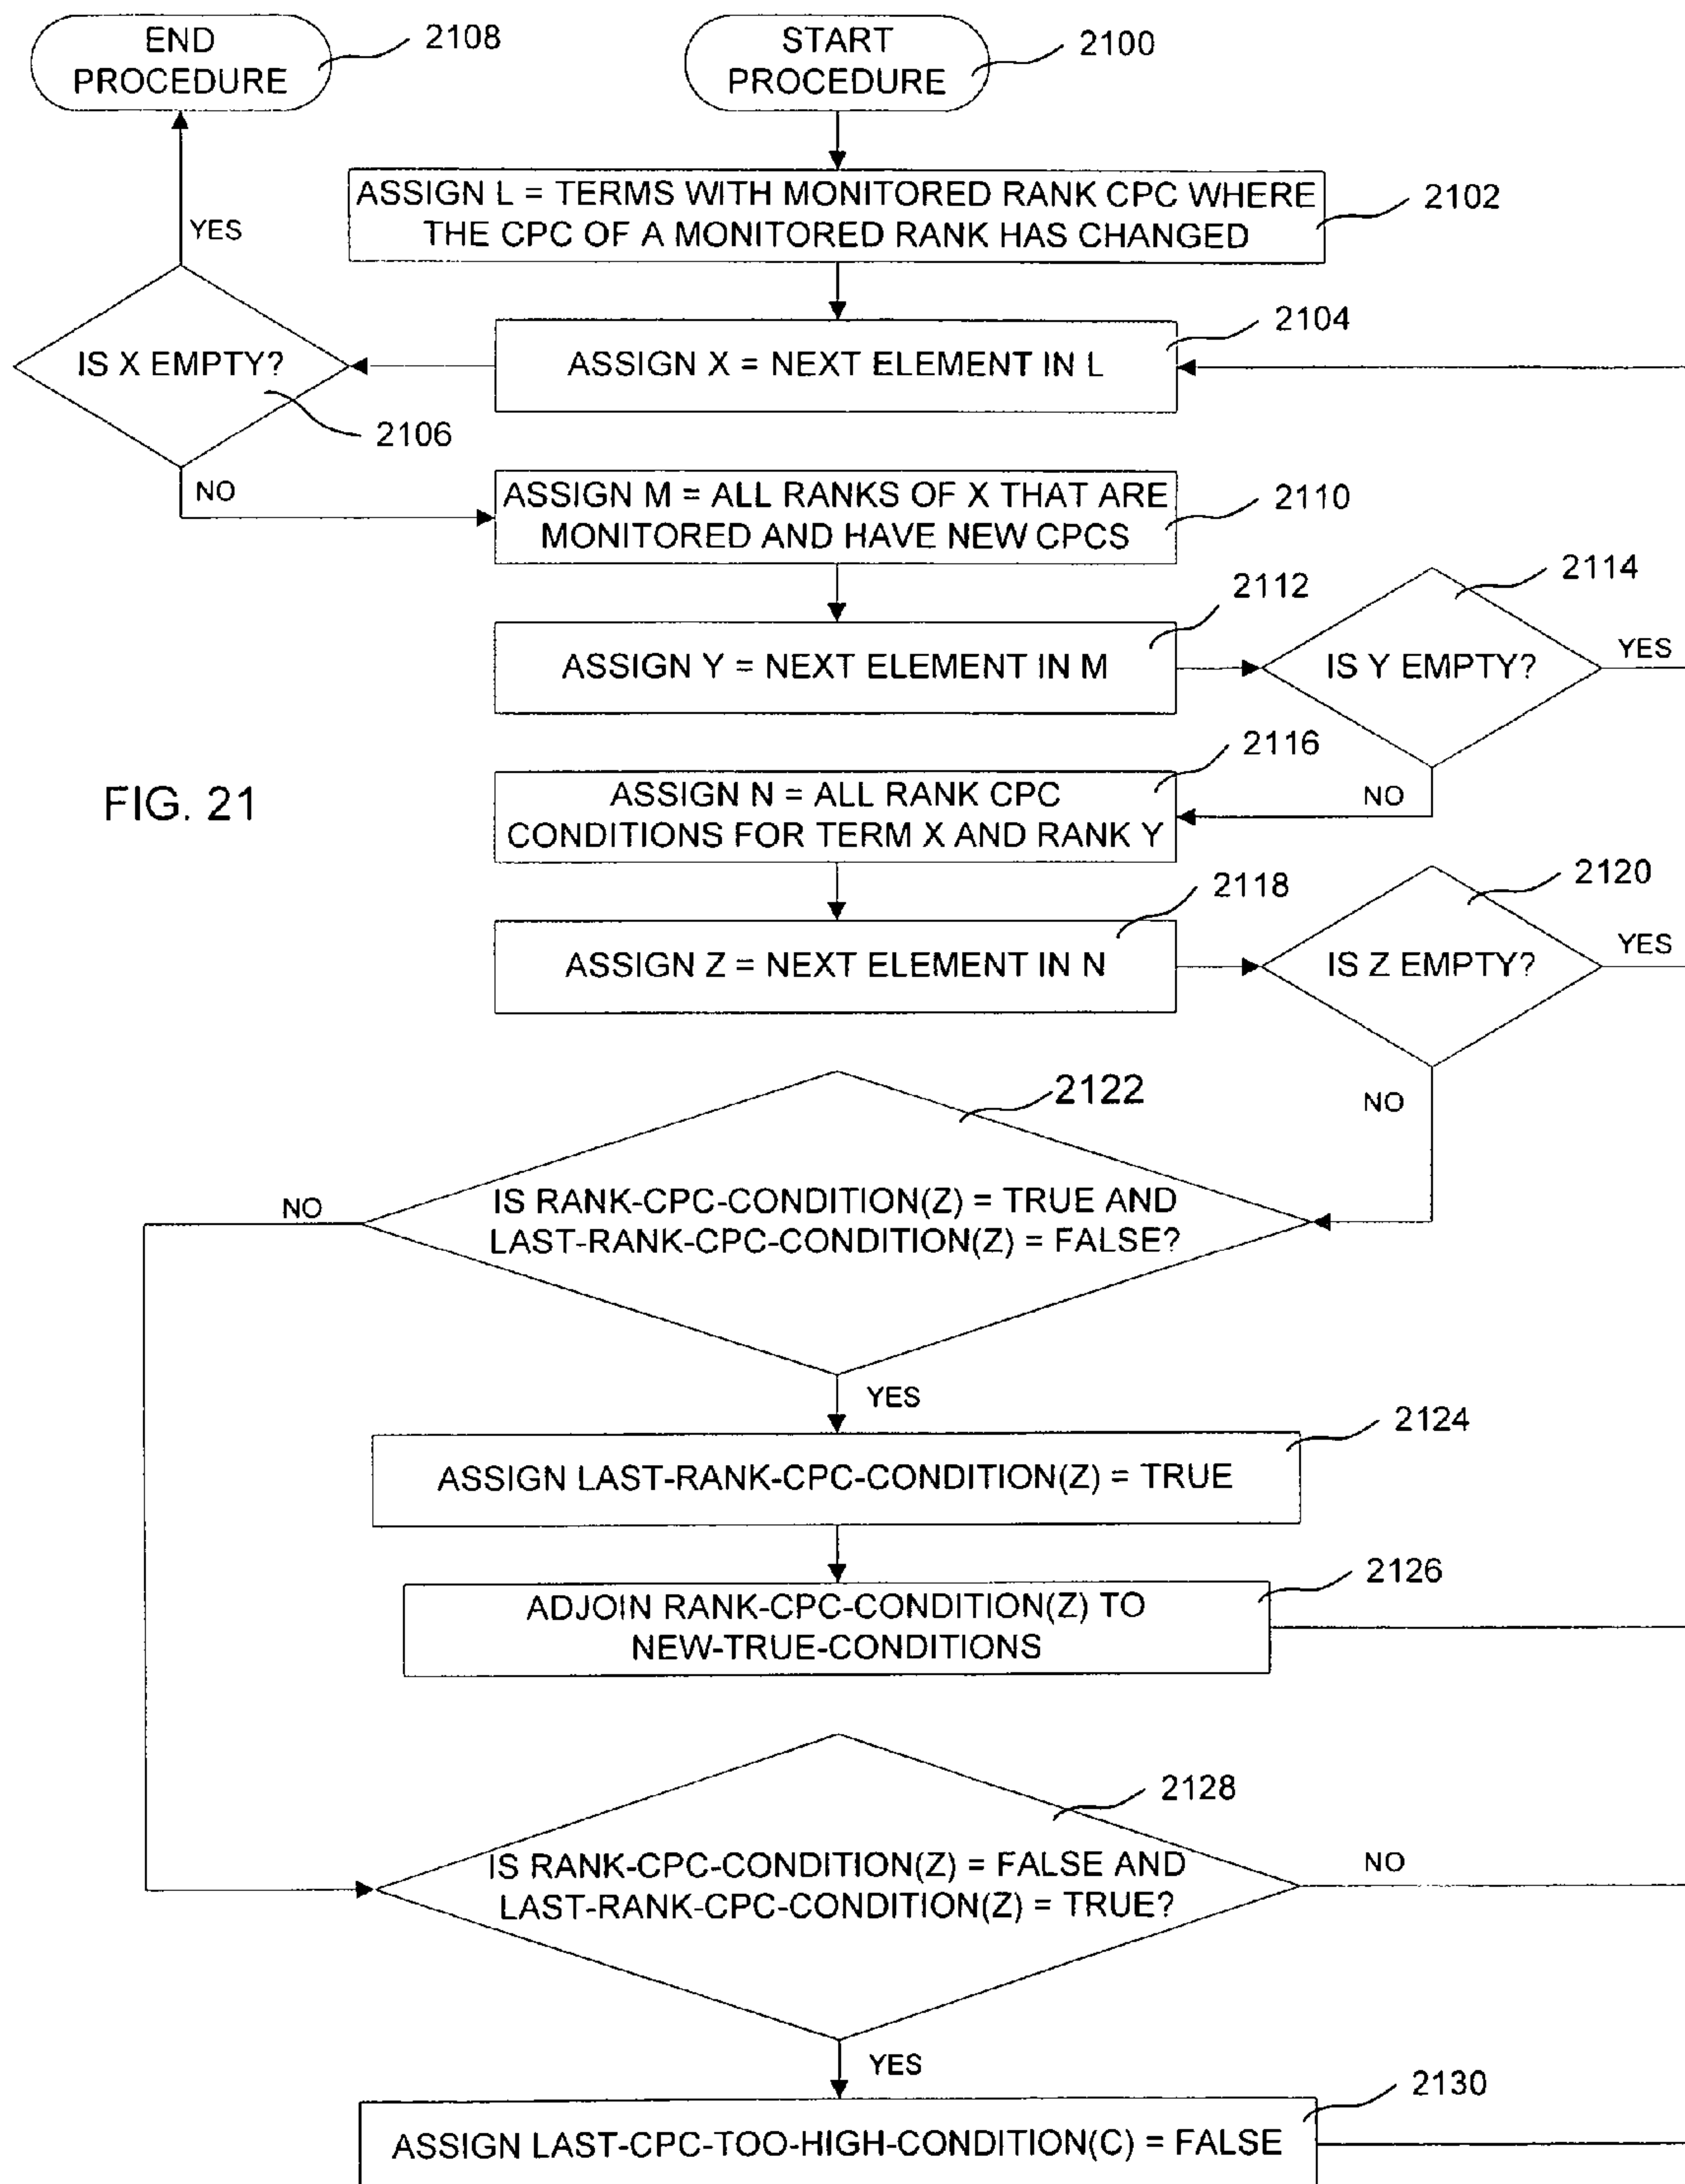 END
PROCEDURE
2108
START
PROCEDURE
2100
ASSIGN L = TERMS WITH MONITORED RANK CPC WHERE
THE CPC OF A MONITORED RANK HAS CHANGED
2102
YES
ASSIGN X = NEXT ELEMENT IN L
2104
IS X EMPTY?
2106
NO
ASSIGN M = ALL RANKS OF X THAT ARE
MONITORED AND HAVE NEW CPCS
2110
ASSIGN Y = NEXT ELEMENT IN M
2112
IS Y EMPTY?
2114
YES
NO
FIG. 21
ASSIGN N = ALL RANK CPC
CONDITIONS FOR TERM X AND RANK Y
2116
ASSIGN Z = NEXT ELEMENT IN N
2118
IS Z EMPTY?
2120
YES
NO
IS RANK-CPC-CONDITION(Z) = TRUE AND
LAST-RANK-CPC-CONDITION(Z) = FALSE?
2122
NO
YES
ASSIGN LAST-RANK-CPC-CONDITION(Z) = TRUE
2124
ADJOIN RANK-CPC-CONDITION(Z) TO
NEW-TRUE-CONDITIONS
2126
IS RANK-CPC-CONDITION(Z) = FALSE AND
LAST-RANK-CPC-CONDITION(Z) = TRUE?
2128
NO
YES
ASSIGN LAST-CPC-TOO-HIGH-CONDITION(C) = FALSE
2130